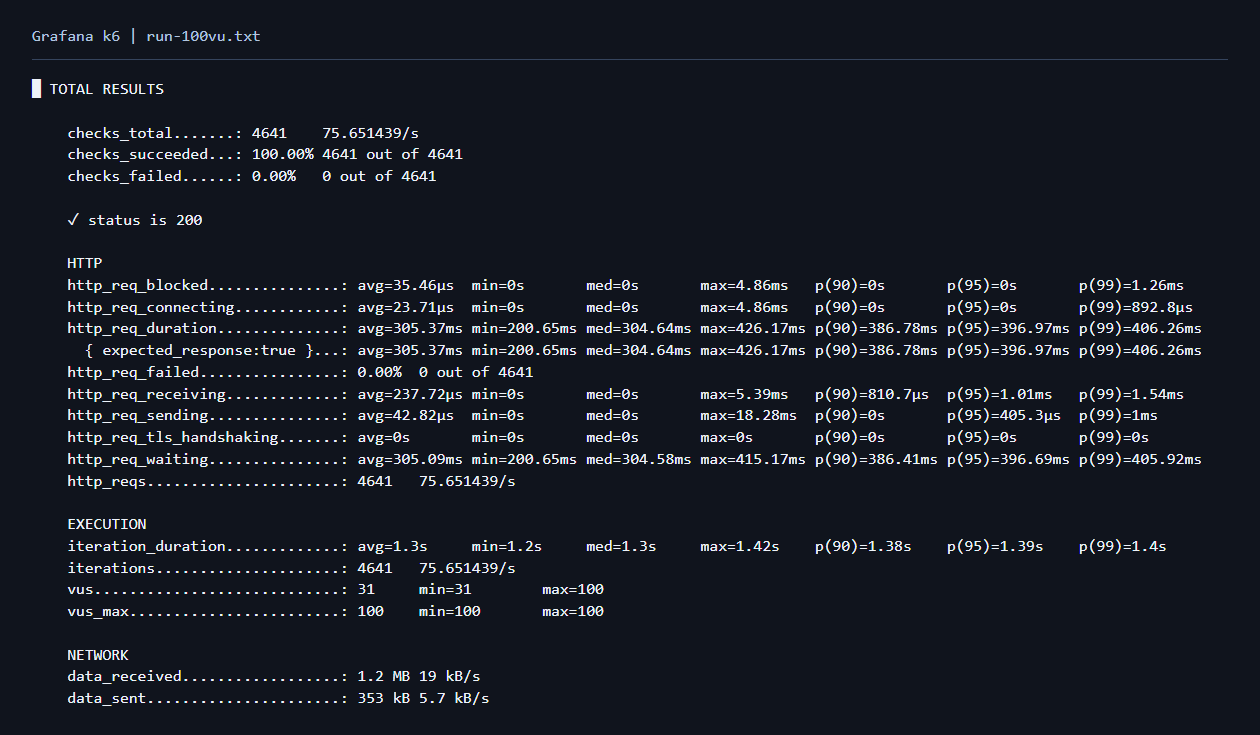 Grafana k6 | run-100vu.txt
█ TOTAL RESULTS
checks_total.......: 4641    75.651439/s
checks_succeeded...: 100.00% 4641 out of 4641
checks_failed......: 0.00%   0 out of 4641
✓ status is 200
HTTP
http_req_blocked...............: avg=35.46µs  min=0s       med=0s       max=4.86ms   p(90)=0s       p(95)=0s       p(99)=1.26ms
http_req_connecting............: avg=23.71µs  min=0s       med=0s       max=4.86ms   p(90)=0s       p(95)=0s       p(99)=892.8µs
http_req_duration..............: avg=305.37ms min=200.65ms med=304.64ms max=426.17ms p(90)=386.78ms p(95)=396.97ms p(99)=406.26ms
  { expected_response:true }...: avg=305.37ms min=200.65ms med=304.64ms max=426.17ms p(90)=386.78ms p(95)=396.97ms p(99)=406.26ms
http_req_failed................: 0.00%  0 out of 4641
http_req_receiving.............: avg=237.72µs min=0s       med=0s       max=5.39ms   p(90)=810.7µs  p(95)=1.01ms   p(99)=1.54ms
http_req_sending...............: avg=42.82µs  min=0s       med=0s       max=18.28ms  p(90)=0s       p(95)=405.3µs  p(99)=1ms
http_req_tls_handshaking.......: avg=0s       min=0s       med=0s       max=0s       p(90)=0s       p(95)=0s       p(99)=0s
http_req_waiting...............: avg=305.09ms min=200.65ms med=304.58ms max=415.17ms p(90)=386.41ms p(95)=396.69ms p(99)=405.92ms
http_reqs......................: 4641   75.651439/s
EXECUTION
iteration_duration.............: avg=1.3s     min=1.2s     med=1.3s     max=1.42s    p(90)=1.38s    p(95)=1.39s    p(99)=1.4s
iterations.....................: 4641   75.651439/s
vus............................: 31     min=31        max=100
vus_max........................: 100    min=100       max=100
NETWORK
data_received..................: 1.2 MB 19 kB/s
data_sent......................: 353 kB 5.7 kB/s